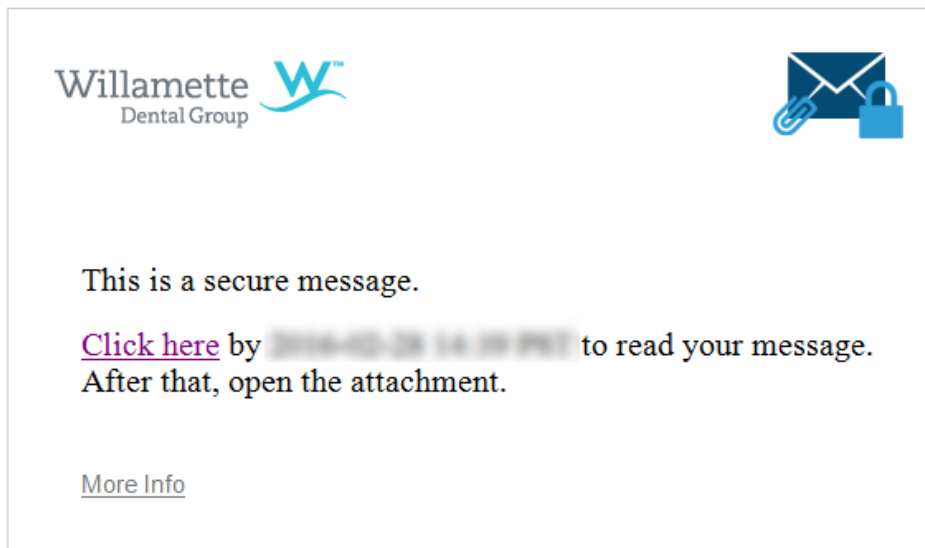 Willamette
Dental Group
W™
This is a secure message.
Click here by to read your message.
After that, open the attachment.
More Info